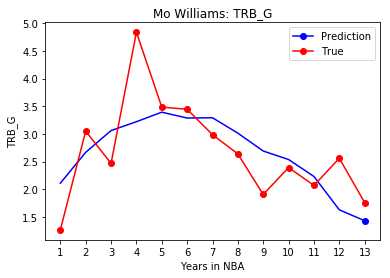 Mo Williams: TRB_G
Prediction
True
TRB_G
5.0
4.5
4.0
3.5
3.0
2.5
2.0
1.5
1 2 3 4 5 6 7 8 9 10 11 12 13
Years in NBA